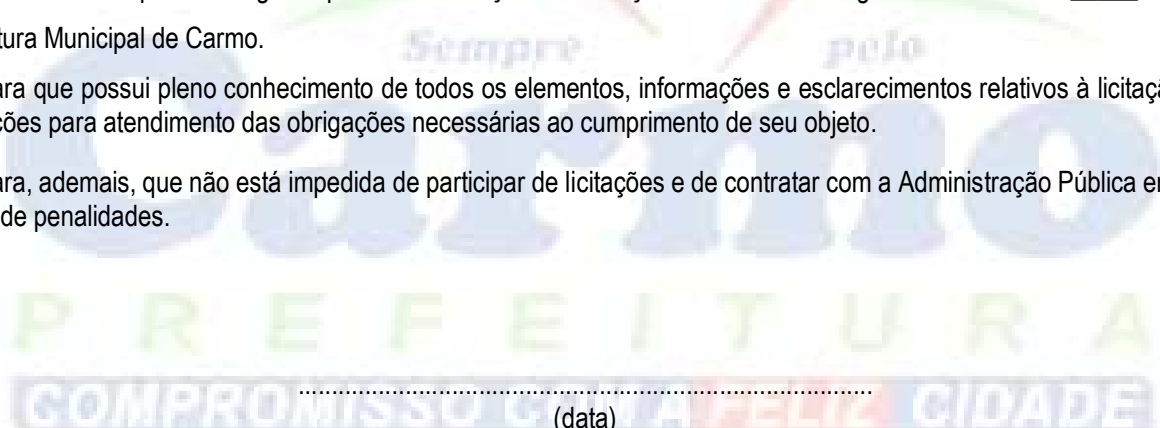 tura Municipal de Carmo.
Sempre pelo
ara que possui pleno conhecimento de todos os elementos, informações e esclarecimentos relativos à licitaç
ções para atendimento das obrigações necessárias ao cumprimento de seu objeto.
Carmo
ara, ademais, que não está impedida de participar de licitações e de contratar com a Administração Pública e
de penalidades.
PREFEITURA
..........................................................................................
COMPROMISSO COM A FELIZ CIDADE
(data)